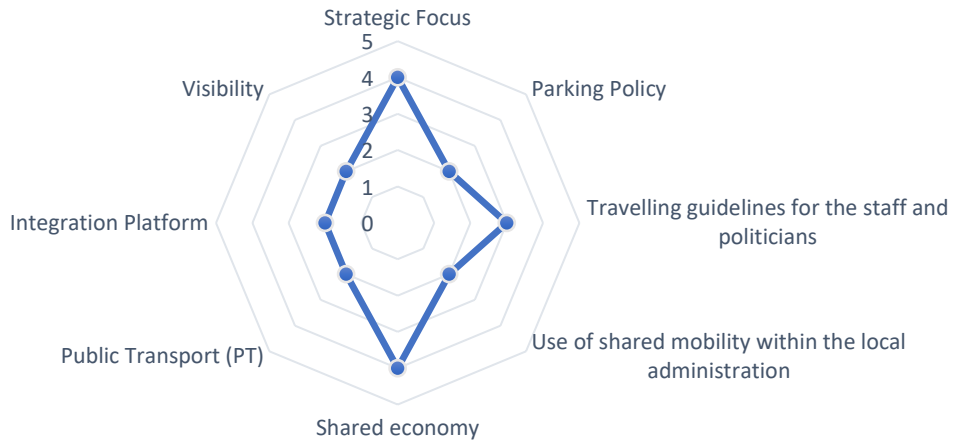 Strategic Focus
5
4
3
2
1
0
Visibility
Parking Policy
Integration Platform
Travelling guidelines for the staff and
politicians
Public Transport (PT)
Use of shared mobility within the local
administration
Shared economy